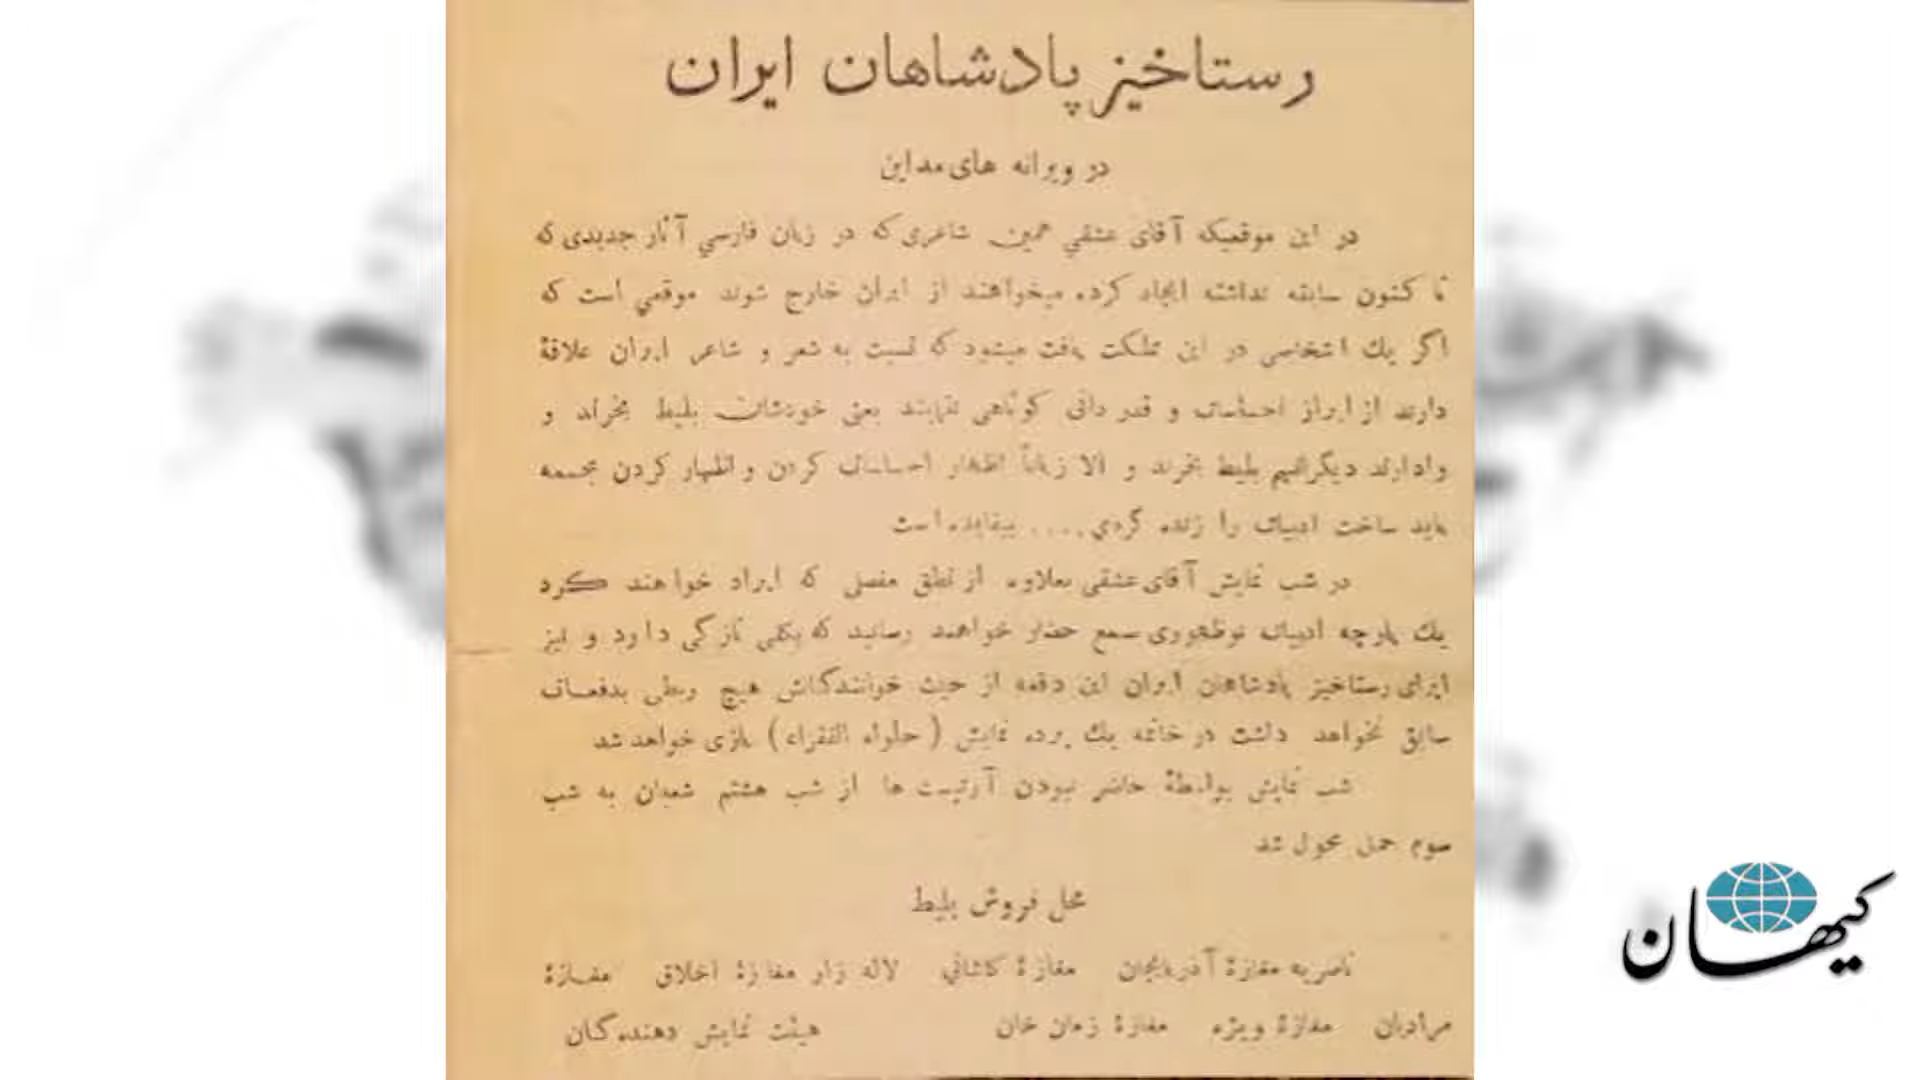 رستاخیز پادشاهان ایران
در ویرانه های مداین
در این موقعیکه آقای عشقی همین شاعری که در زبان فارسی آثار جدیدی که
تا کنون سابقه نداشته ایجاد کرده میخواهند از ایران خارج شوند موقعی است که
اگر یك اشخاصی در این مملکت یافت میشود که نسبت به شعر و شاعر ایران علاقهٔ
دارند از ابراز احساسات و قدر دانی کوتاهی ننمایند یعنی خودشان بلیط بخرند و
وادارند دیگرانهم بلیط بخرند و الا زباناً اظهار احساسات کردن و اظهار کردن مجسمه
باید ساخت ادبیات را زنده کردی .... بیفایده است
در شب نمایش آقای عشقی بعلاوه از نطق مفصلی که ایراد خواهند کرد
یك پارچه ادبیات نوظهوری بسمع حضار خواهند رسانید که بکلی تازگی دارد و نیز
اپرای رستاخیز پادشاهان ایران این دفعه از حیث خوانندگانش هیچ ربطی بدفعات
سابق نخواهد داشت در خاتمه یك پرده نمایش (حلواء الفقراء) بازی خواهد شد
شب نمایش بواسطهٔ حاضر نبودن آرتیست ها از شب هشتم شعبان به شب
سوم حمل محول شد
محل فروش بلیط
ناصریه مغازهٔ آذربایجان مغازهٔ کاشانی لاله زار مغازهٔ اخلاق مغازهٔ
مرادیان مغازهٔ ویژه مغازهٔ زمان خان هیئت نمایش دهندگان
کیهان